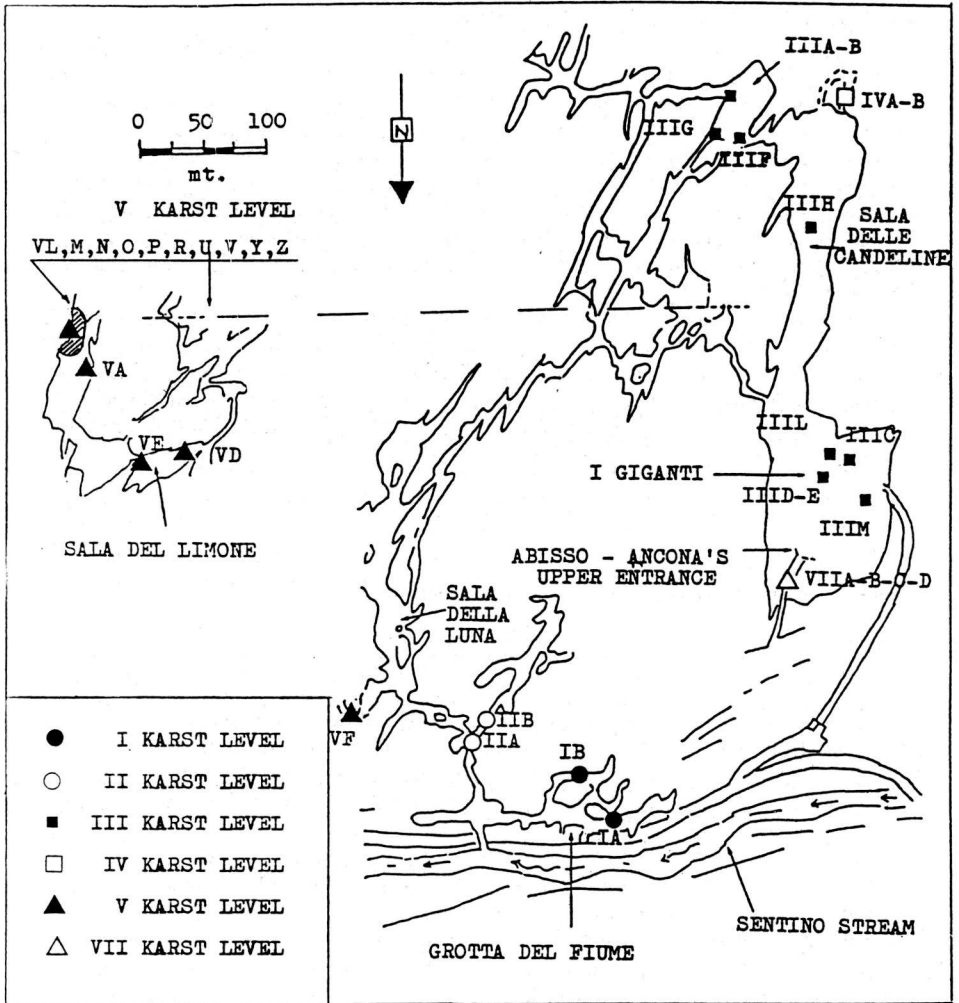 IIIA-B
IVA-B
IIIG
IIIF
N
0 50 100
mt.
V KARST LEVEL
VL,M,N,O,P,R,U,V,Y,Z
IIIH
SALA
DELLE
CANDELINE
VA
VE
VD
SALA DEL LIMONE
IIIL
IIIC
I GIGANTI
IIID-E
IIIM
ABISSO - ANCONA'S
UPPER ENTRANCE
VIIA-B-C-D
SALA
DELLA
LUNA
VF
IIB
IIA
IB
IA
I KARST LEVEL
II KARST LEVEL
III KARST LEVEL
IV KARST LEVEL
V KARST LEVEL
VII KARST LEVEL
GROTTA DEL FIUME
SENTINO STREAM